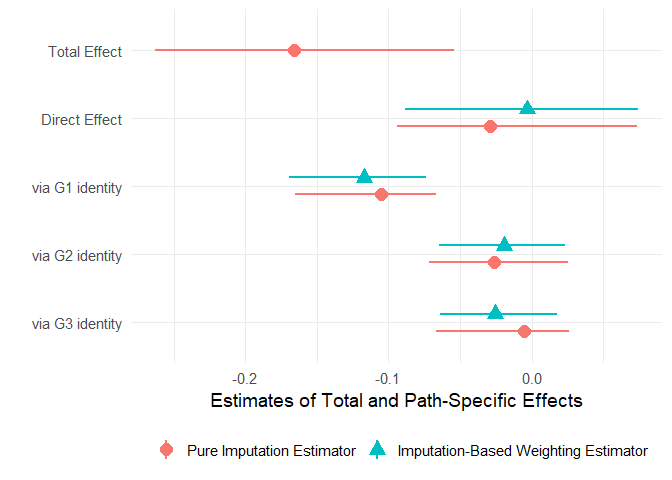 Total Effect
Direct Effect
via G1 identity
via G2 identity
via G3 identity
-0.2 -0.1 0.0
Estimates of Total and Path-Specific Effects
Pure Imputation Estimator Imputation-Based Weighting Estimator